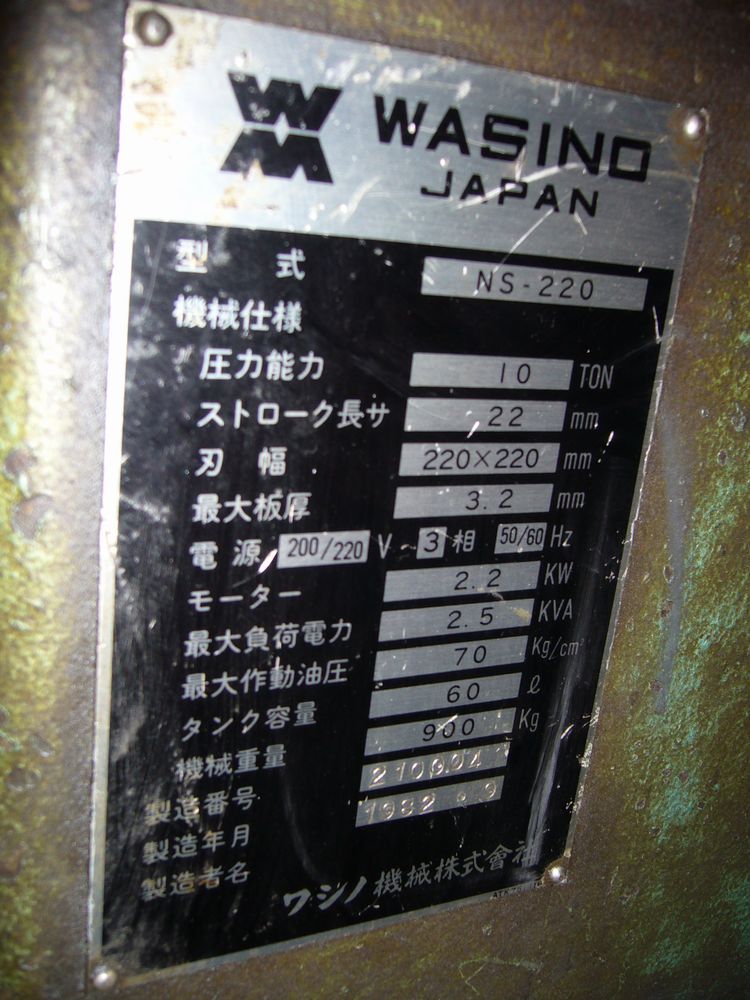 WASINO
JAPAN
型式 NS-220
機械仕様
圧力能力 10 TON
ストローク長サ 22 mm
刃幅 220×220 mm
最大板厚 3.2 mm
電源 200/220 V 3相 50/60 Hz
モーター 2.2 KW
最大負荷電力 2.5 KVA
最大作動油圧 70 Kg/cm²
タンク容量 60 ℓ
機械重量 900 Kg
製造番号
製造年月 1982.9
製造者名 ワシノ機械株式會社